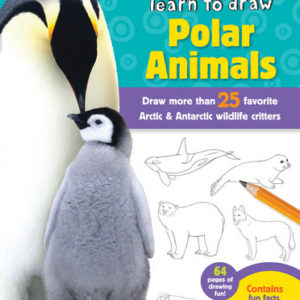 learn to draw
Polar
Animals
Draw more than 25 favorite
Arctic & Antarctic wildlife critters
64
pages of
drawing
fun!
Contains
fun facts